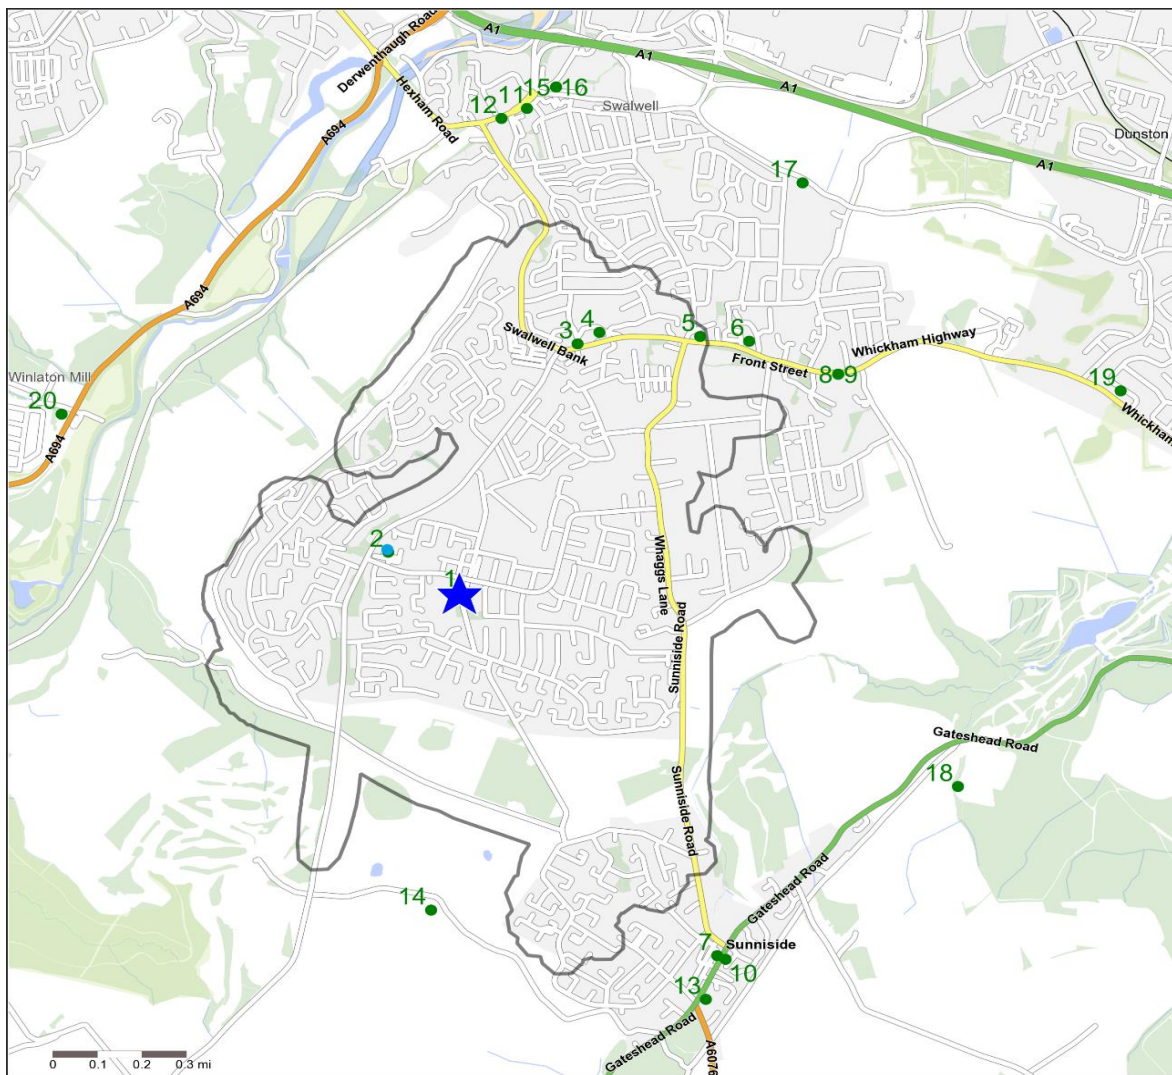 A1
Derwenthaugh Road
A1
Hexham Road
A694
12
11
15
16
Swalwell
A1
Dunston
A1
17
A694
3
4
Swalwell Bank
5
6
Front Street
8
9
Whickham Highway
19
Whickham
Winlaton Mill
20
A694
2
1
Whaggs Lane
Sunniside Road
Gateshead Road
18
Sunniside Road
Gateshead Road
14
7
Sunniside
10
13
Gateshead Road
A6076
0 0.1 0.2 0.3 mi